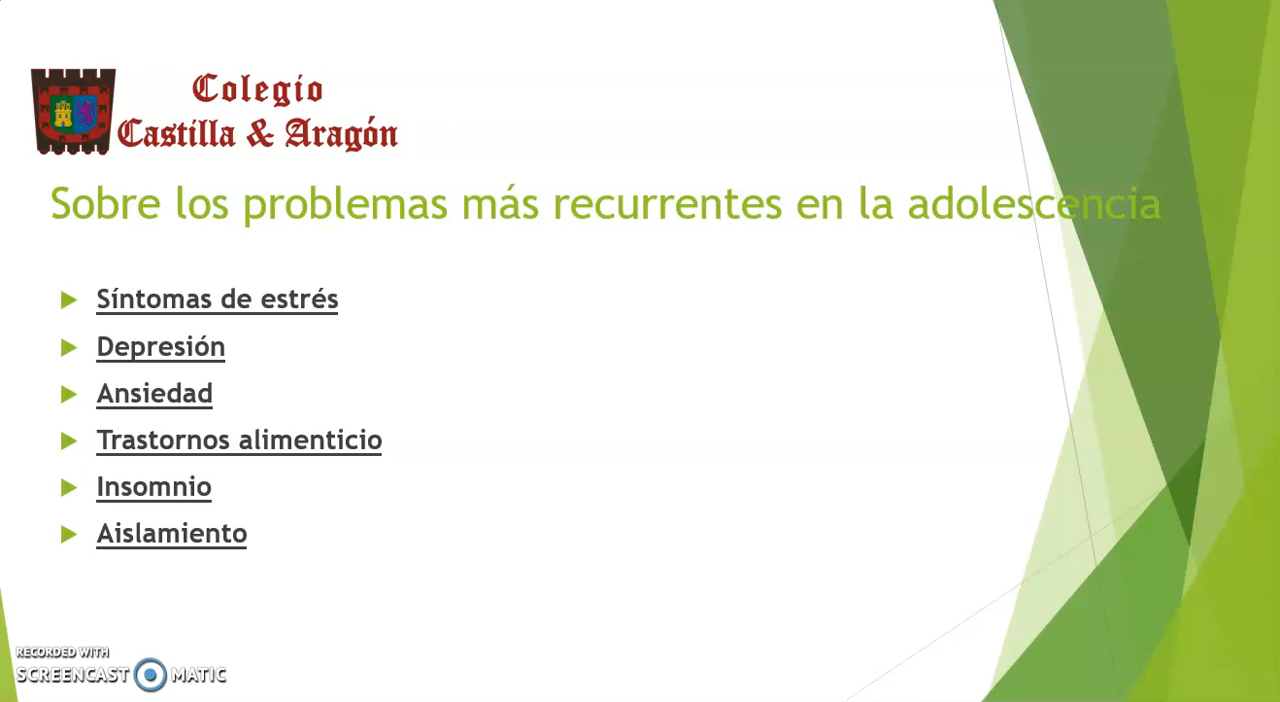 Colegio
Castilla & Aragón
Sobre los problemas más recurrentes en la adolescencia
Síntomas de estrés
Depresión
Ansiedad
Trastornos alimenticio
Insomnio
Aislamiento
RECORDED WITH
SCREENCAST MATIC